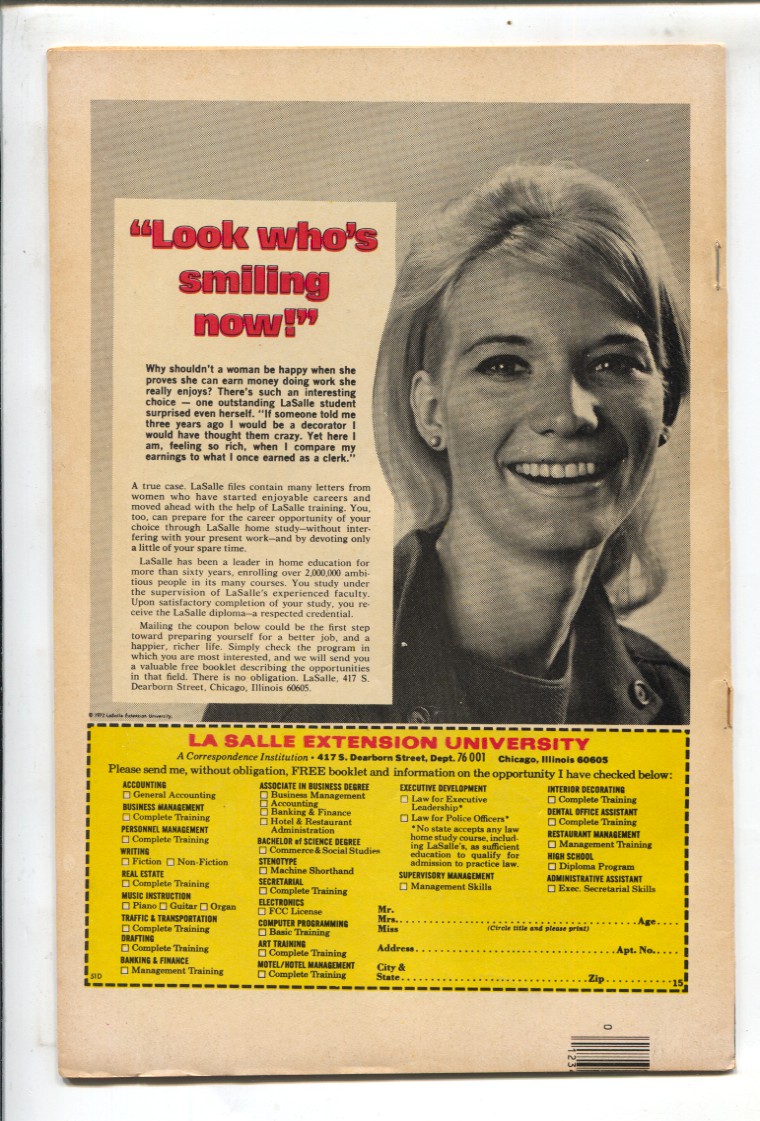 “Look who's
smiling
now!”
Why shouldn't a woman be happy when she
proves she can earn money doing work she
really enjoys? There's such an interesting
choice — one outstanding LaSalle student
surprised even herself. “If someone told me
three years ago I would be a decorator I
would have thought them crazy. Yet here I
am, feeling so rich, when I compare my
earnings to what I once earned as a clerk.”
A true case. LaSalle files contain many letters from
women who have started enjoyable careers and
moved ahead with the help of LaSalle training. You,
too, can prepare for the career opportunity of your
choice through LaSalle home study—without inter-
fering with your present work—and by devoting only
a little of your spare time.
LaSalle has been a leader in home education for
more than sixty years, enrolling over 2,000,000 ambi-
tious people in its many courses. You study under
the supervision of LaSalle's experienced faculty.
Upon satisfactory completion of your study, you re-
ceive the LaSalle diploma—a respected credential.
Mailing the coupon below could be the first step
toward preparing yourself for a better job, and a
happier, richer life. Simply check the program in
which you are most interested, and we will send you
a valuable free booklet describing the opportunities
in that field. There is no obligation. LaSalle, 417 S.
Dearborn Street, Chicago, Illinois 60605.
LaSalle Extension University.
LA SALLE EXTENSION UNIVERSITY
A Correspondence Institution • 417 S. Dearborn Street, Dept. 76 001 Chicago, Illinois 60605
Please send me, without obligation, FREE booklet and information on the opportunity I have checked below:
ACCOUNTING
General Accounting
BUSINESS MANAGEMENT
Complete Training
PERSONNEL MANAGEMENT
Complete Training
WRITING
Fiction Non-Fiction
REAL ESTATE
Complete Training
MUSIC INSTRUCTION
Piano Guitar Organ
TRAFFIC & TRANSPORTATION
Complete Training
DRAFTING
Complete Training
BANKING & FINANCE
Management Training
ASSOCIATE IN BUSINESS DEGREE
Business Management
Accounting
Banking & Finance
Hotel & Restaurant
Administration
BACHELOR of SCIENCE DEGREE
Commerce & Social Studies
STENOTYPE
Machine Shorthand
SECRETARIAL
Complete Training
ELECTRONICS
FCC License
COMPUTER PROGRAMMING
Basic Training
ART TRAINING
Complete Training
MOTEL/HOTEL MANAGEMENT
Complete Training
EXECUTIVE DEVELOPMENT
Law for Executive
Leadership*
Law for Police Officers*
*No state accepts any law
home study course, includ-
ing LaSalle's, as sufficient
education to qualify for
admission to practice law.
SUPERVISORY MANAGEMENT
Management Skills
INTERIOR DECORATING
Complete Training
DENTAL OFFICE ASSISTANT
Complete Training
RESTAURANT MANAGEMENT
Management Training
HIGH SCHOOL
Diploma Program
ADMINISTRATIVE ASSISTANT
Exec. Secretarial Skills
Mr.
Mrs. Age
Miss (Circle title and please print)
Address Apt. No.
City &
State Zip
15
0